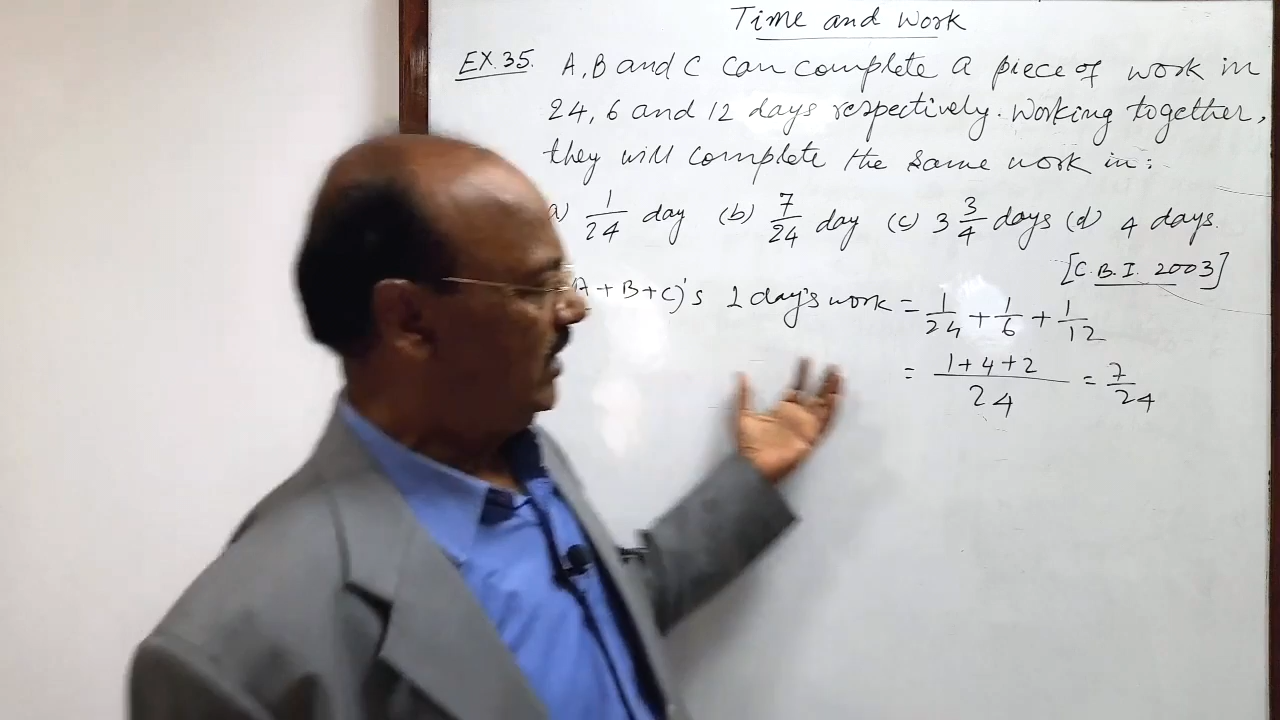 Time and Work
EX.35. A, B and C can complete a piece of work in
24, 6 and 12 days respectively. Working together,
they will complete the same work in:
a) 1/24 day (b) 7/24 day (c) 3 3/4 days (d) 4 days.
[C.B.I. 2003]
A + B + C)'s 1 day's work = 1/24 + 1/6 + 1/12
= 1+4+2/24 = 7/24